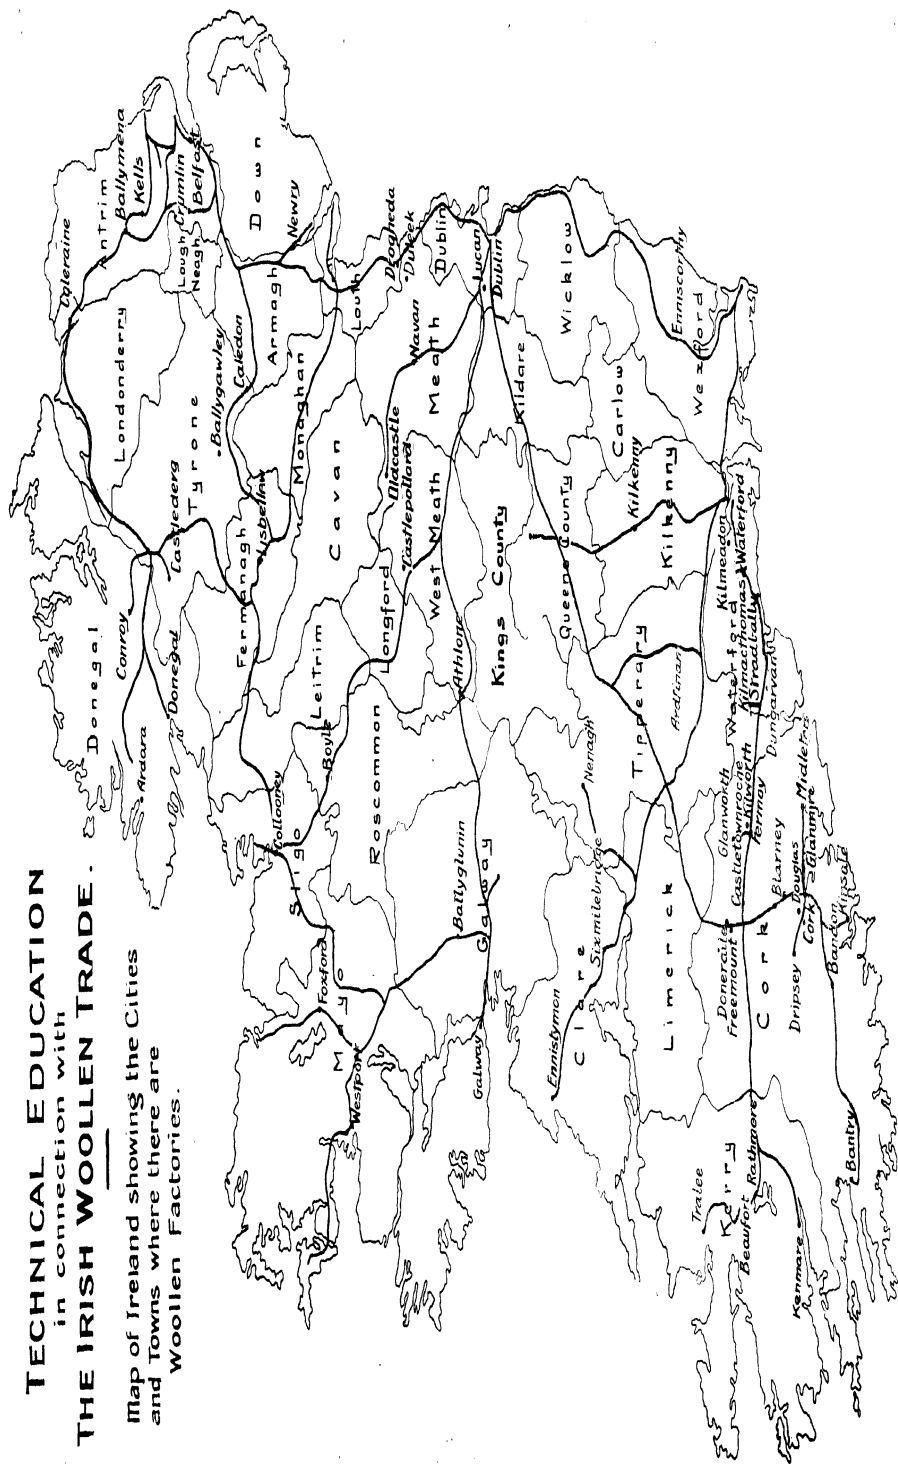 TECHNICAL EDUCATION
in connection with
THE IRISH WOOLLEN TRADE.
Map of Ireland showing the Cities
and Towns where there are
Woollen Factories.
Donegal
Ardara
Convoy
Donegal
Castlederg
Londonderry
Coleraine
Antrim
Ballymena
Kells
Crumlin
Belfast
Lough
Neagh
Tyrone
Ballygawley
Caledon
Armagh
Down
Newry
Fermanagh
Lisbellaw
Monaghan
Cavan
Louth
Drogheda
Duleek
Collooney
Sligo
Leitrim
Boyle
Longford
Roscommon
Foxford
Mayo
Westport
Oldcastle
Castlepollard
Navan
Meath
West Meath
Athlone
Dublin
Lucan
Dublin
Ballyglunin
Galway
Galway
Kings County
Kildare
Wicklow
Queens County
Carlow
Kilkenny
Kilkenny
Enniscorthy
Wexford
Ennistymon
Clare
Sixmilebridge
Nenagh
Tipperary
Ardfinan
Limerick
Waterford
Kilmeadon
Kilmacthomas
Waterford
Stradbally
Dungarvan
Glanworth
Castletownroche
Kilworth
Fermoy
Doneraile
Freemount
Cork
Blarney
Dripsey
Douglas
Cork
Glanmire
Midleton
Bandon
Kinsale
Tralee
Kerry
Beaufort
Rathmore
Kenmare
Bantry